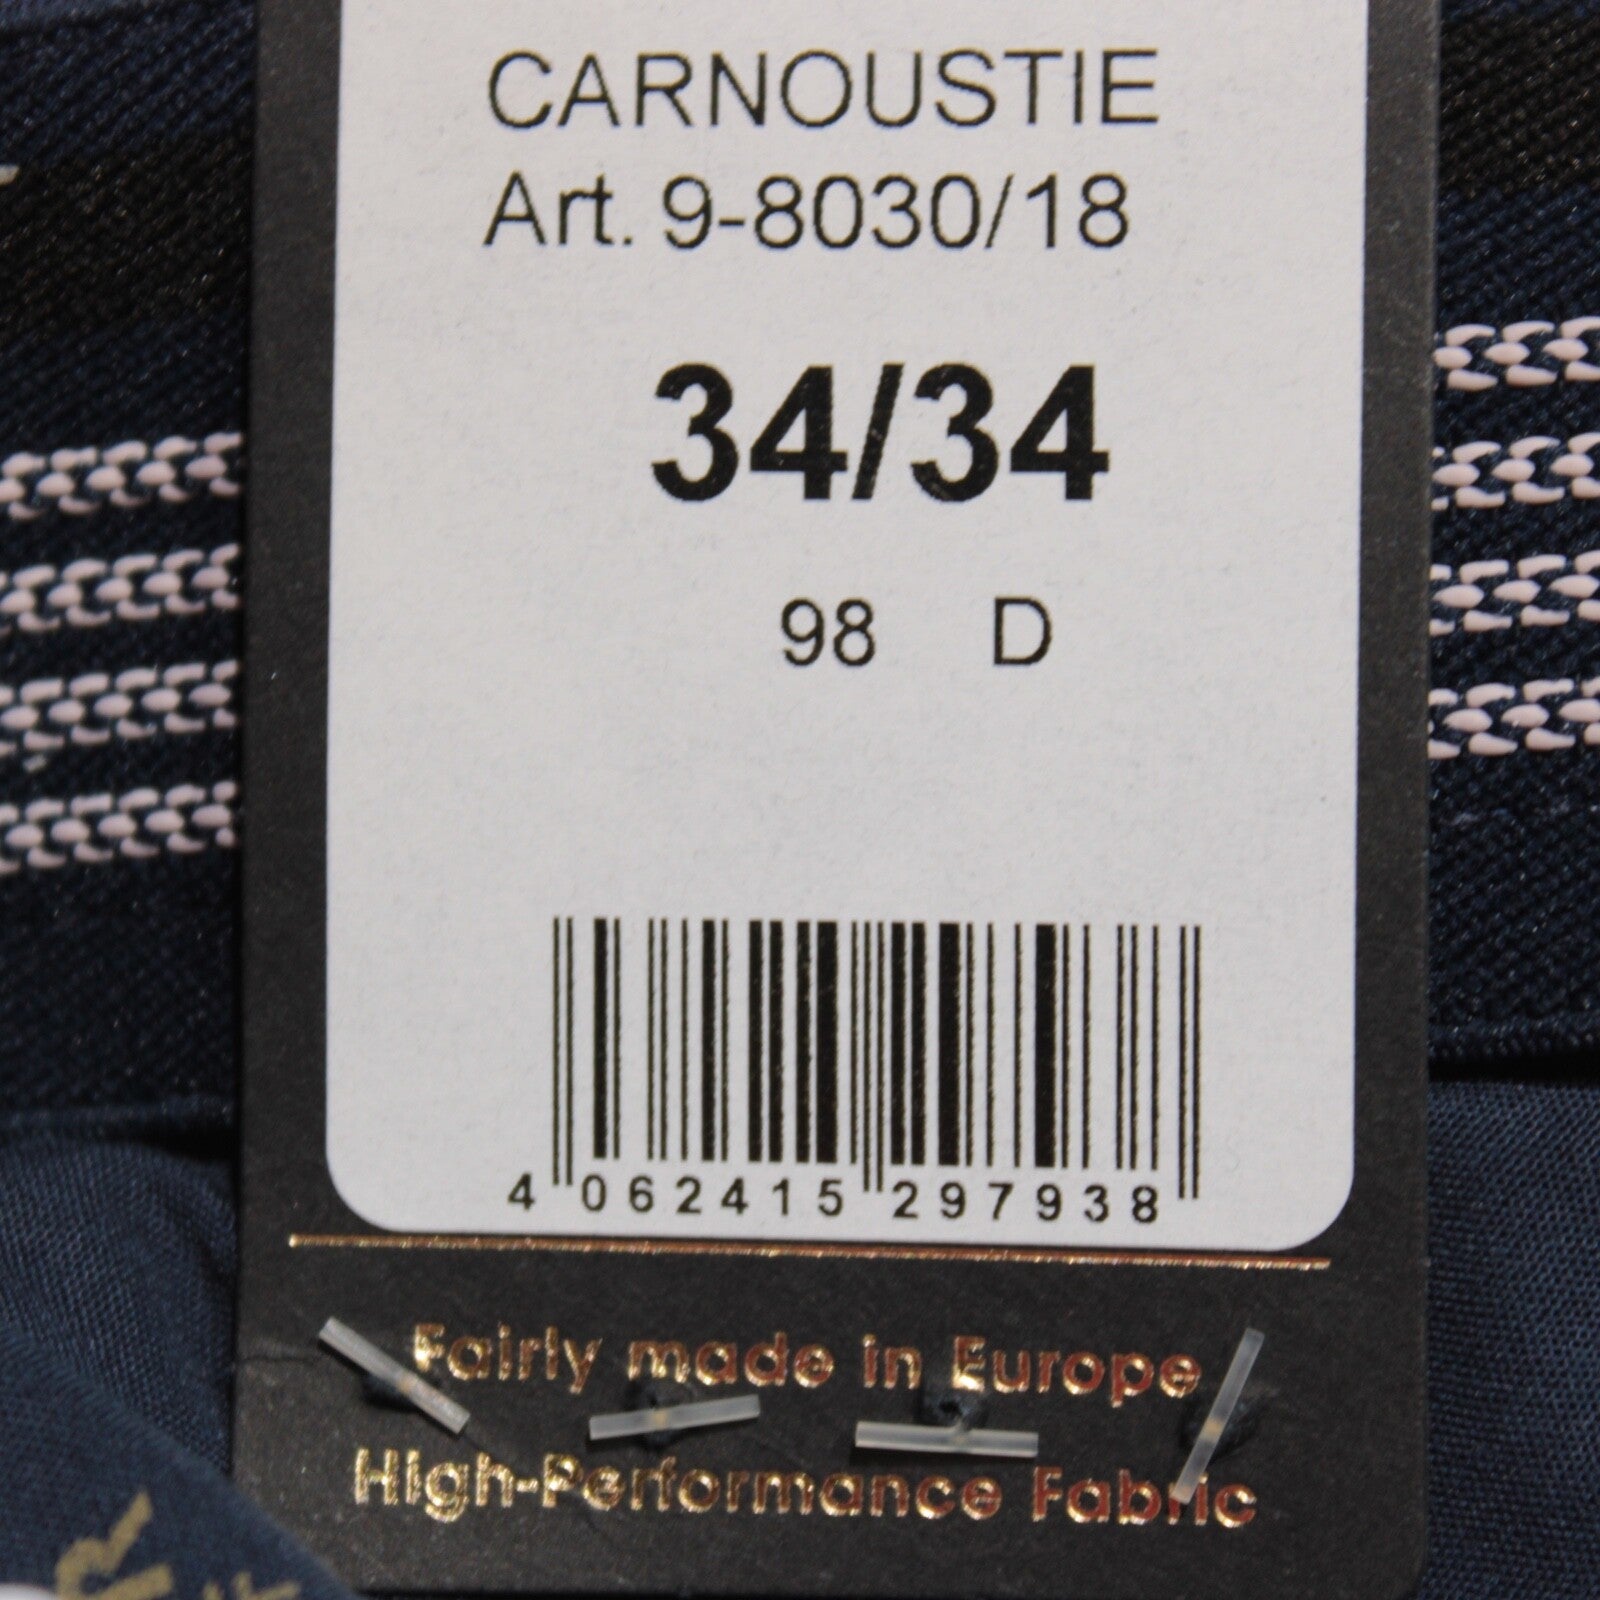 CARNOUSTIE
Art. 9-8030/18
34/34
98 D
4 062415 297938
Fairly made in Europe
High-Performance Fabric